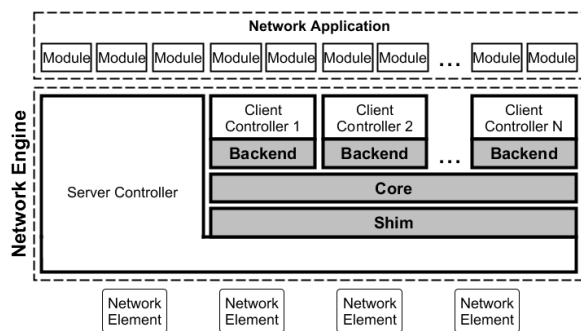 Network Application
Module Module Module Module Module Module Module ... Module Module
Network Engine
Client Controller 1
Client Controller 2
Client Controller N
Backend Backend ... Backend
Server Controller
Core
Shim
Network Element
Network Element
Network Element
Network Element